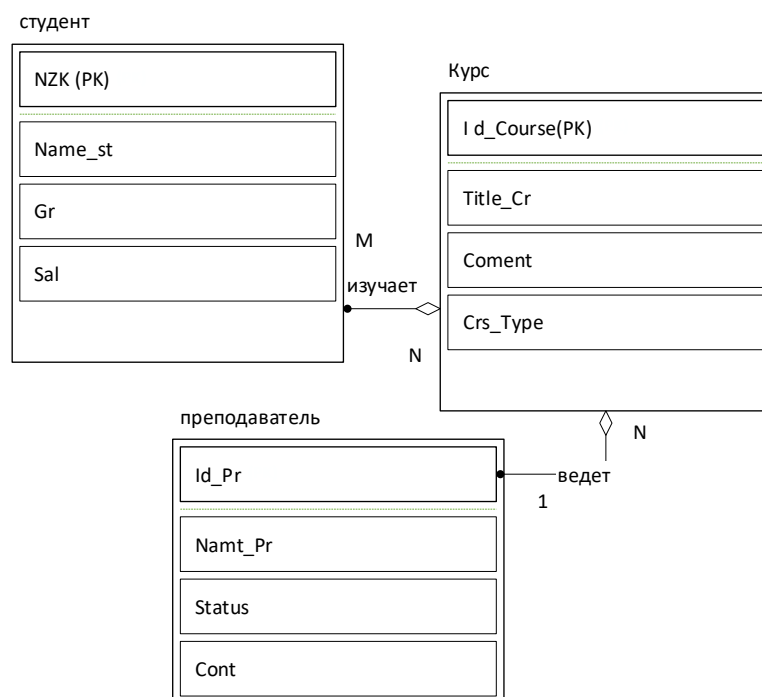 студент
NZK (PK)
Name_st
Gr
Sal
Курс
I d_Course(PK)
Title_Cr
Coment
Crs_Type
M
изучает
N
преподаватель
Id_Pr
Namt_Pr
Status
Cont
N
ведет
1